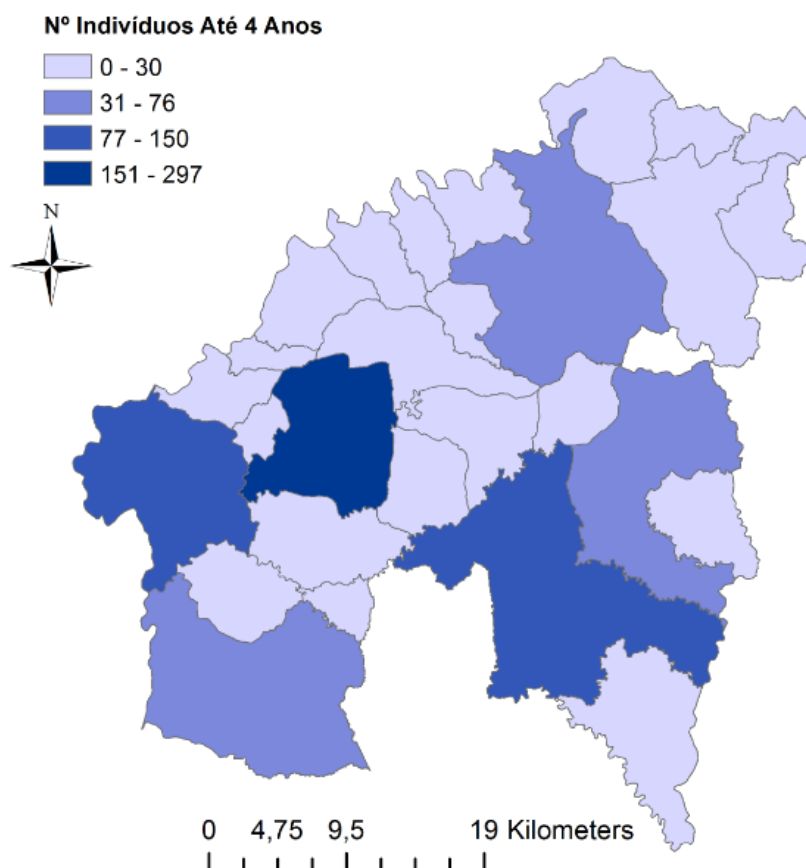 Nº Indivíduos Até 4 Anos
0 - 30
31 - 76
77 - 150
151 - 297
N
0 4,75 9,5 19 Kilometers